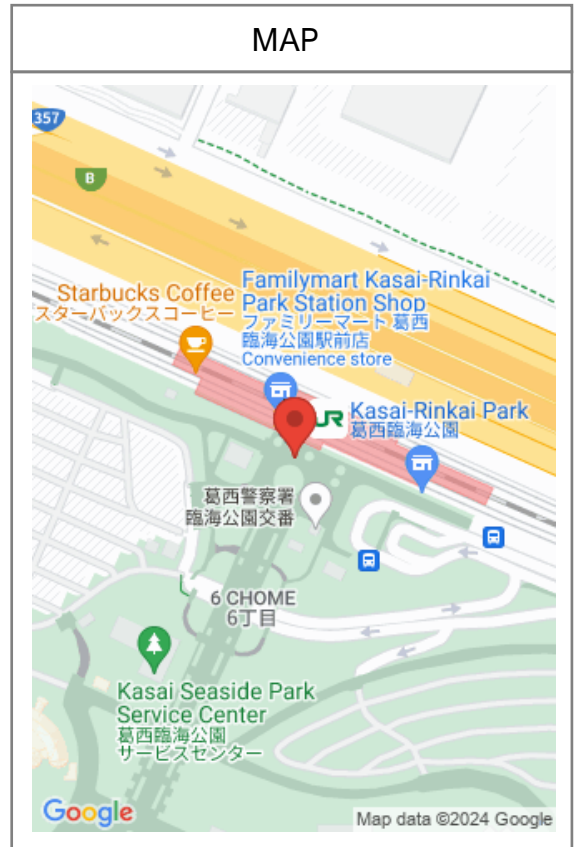 MAP
357
B
Familymart Kasai-Rinkai
Park Station Shop
ファミリーマート 葛西
臨海公園駅前店
Convenience store
Starbucks Coffee
スターバックスコーヒー
JR
Kasai-Rinkai Park
葛西臨海公園
葛西警察署
臨海公園交番
6 CHOME
6丁目
Kasai Seaside Park
Service Center
葛西臨海公園
サービスセンター
Google
Map data ©2024 Google